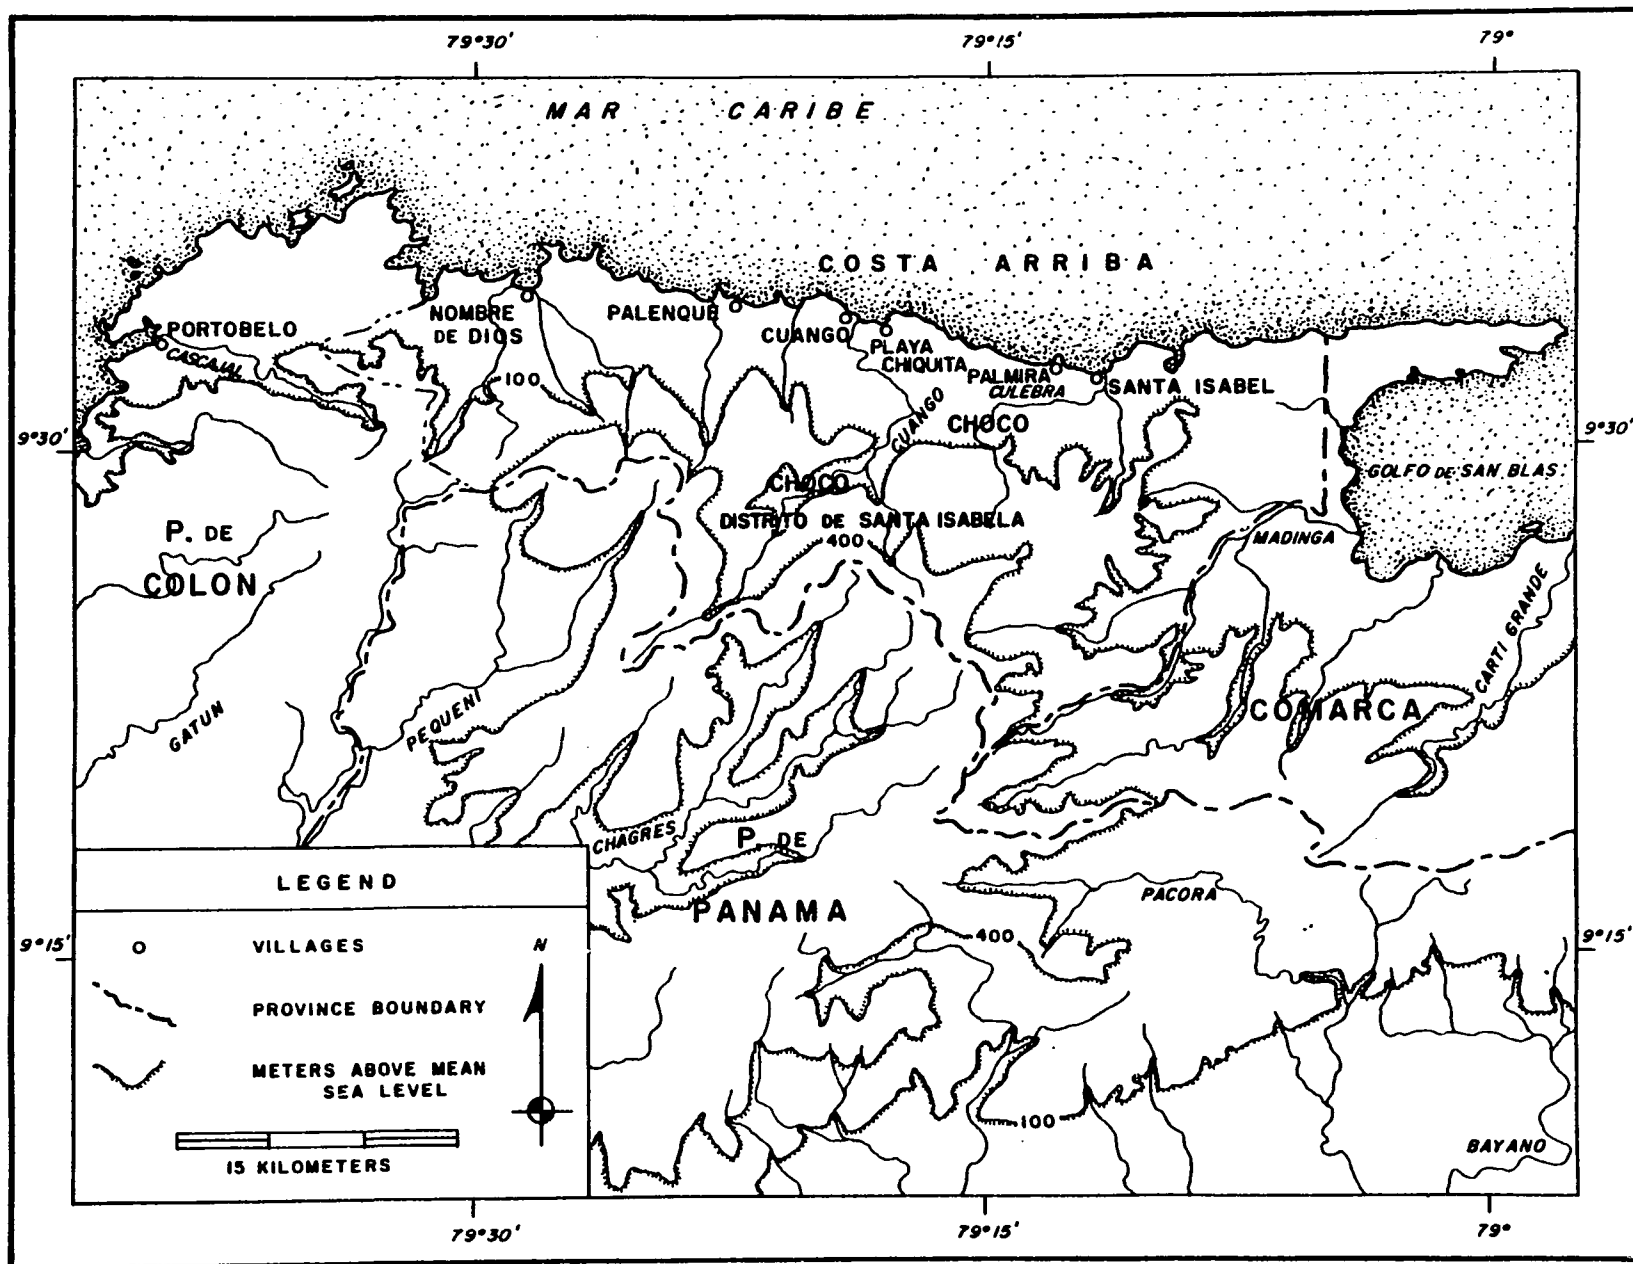 79°30' 79°15' 79°
MAR CARIBE
COSTA ARRIBA
NOMBRE
DE DIOS
PALENQUE
CUANGO
PLAYA
CHIQUITA
PORTOBELO
CASCAJAL
PALMIRA
CULEBRA
SANTA ISABEL
100
CUANGO
CHOCO
9°30' 9°30'
GOLFO DE SAN BLAS
CHOCO
DISTRITO DE SANTA ISABELA
400
MADINGA
P. DE
COLON
CARTI GRANDE
GATUN
PEQUENI
COMARCA
CHAGRES
P. DE
PANAMA
PACORA
400
9°15' 9°15'
100
BAYANO
LEGEND
VILLAGES
N
PROVINCE BOUNDARY
METERS ABOVE MEAN
SEA LEVEL
15 KILOMETERS
79°30' 79°15' 79°